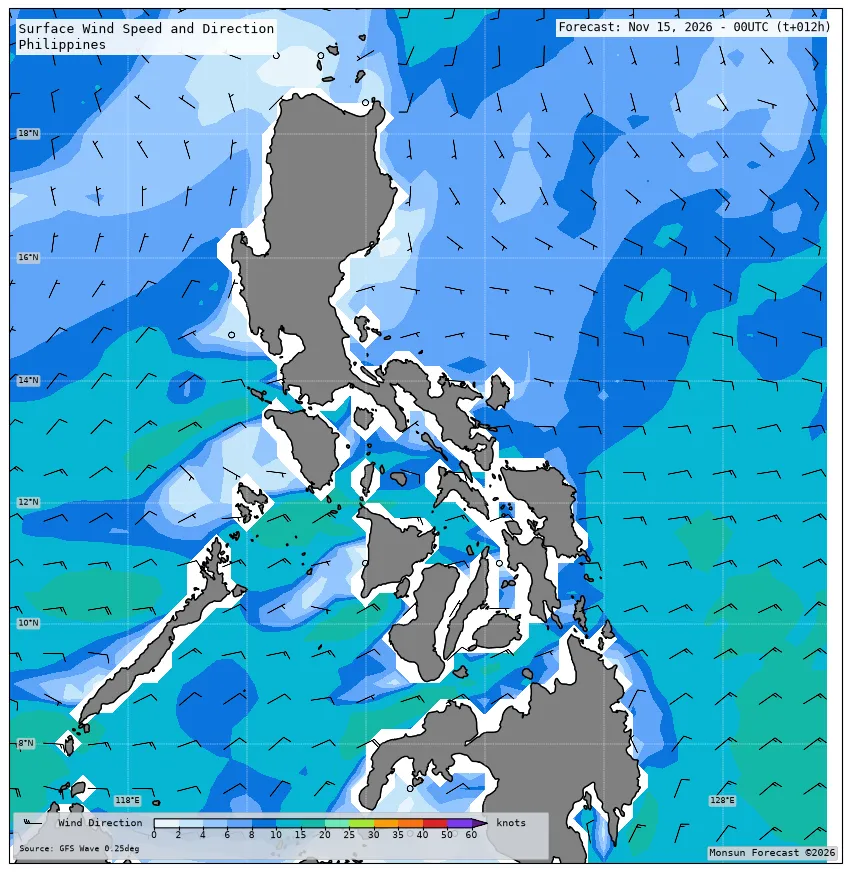 Surface Wind Speed and Direction
Philippines
Forecast: Nov 15, 2026 - 00UTC (t+012h)
18°N
16°N
14°N
12°N
10°N
8°N
118°E
128°E
Wind Direction
0 2 4 6 8 10 15 20 25 30 35 40 50 60
knots
Source: GFS Wave 0.25deg
Monsun Forecast ©2026